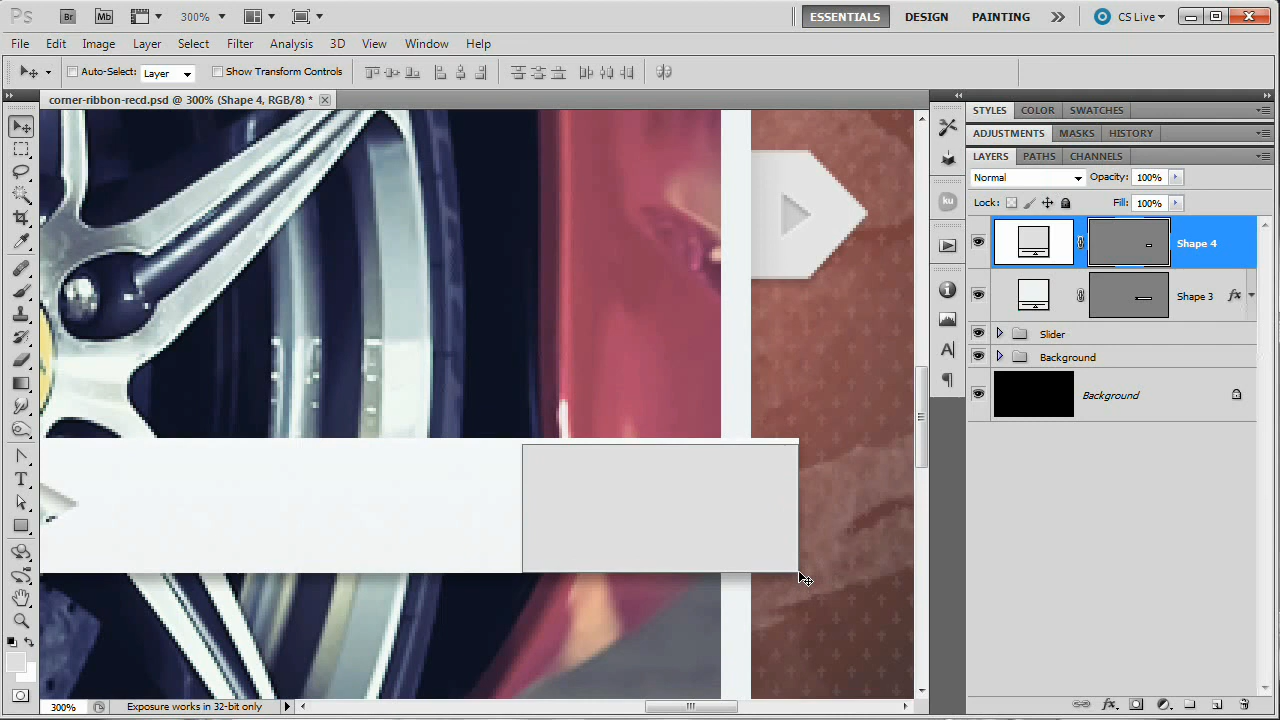 Ps Br Mb 300% ESSENTIALS DESIGN PAINTING CS Live
File Edit Image Layer Select Filter Analysis 3D View Window Help
Auto-Select: Layer Show Transform Controls
corner-ribbon-recd.psd @ 300% (Shape 4, RGB/8) *
STYLES COLOR SWATCHES
ADJUSTMENTS MASKS HISTORY
LAYERS PATHS CHANNELS
Normal Opacity: 100%
Lock: Fill: 100%
ku
Shape 4
Shape 3 fx
Slider
Background
Background
300% Exposure works in 32-bit only
fx